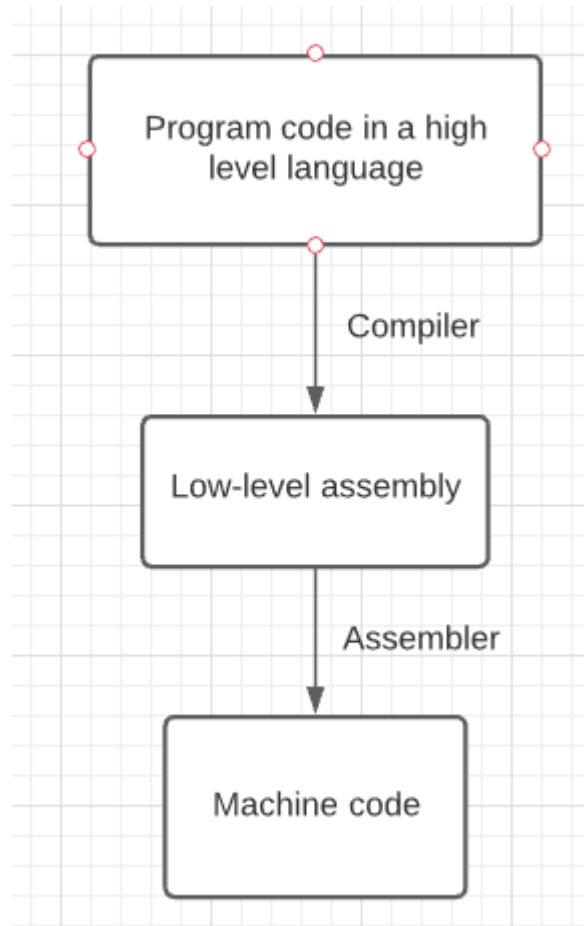 Program code in a high
level language
Compiler
Low-level assembly
Assembler
Machine code